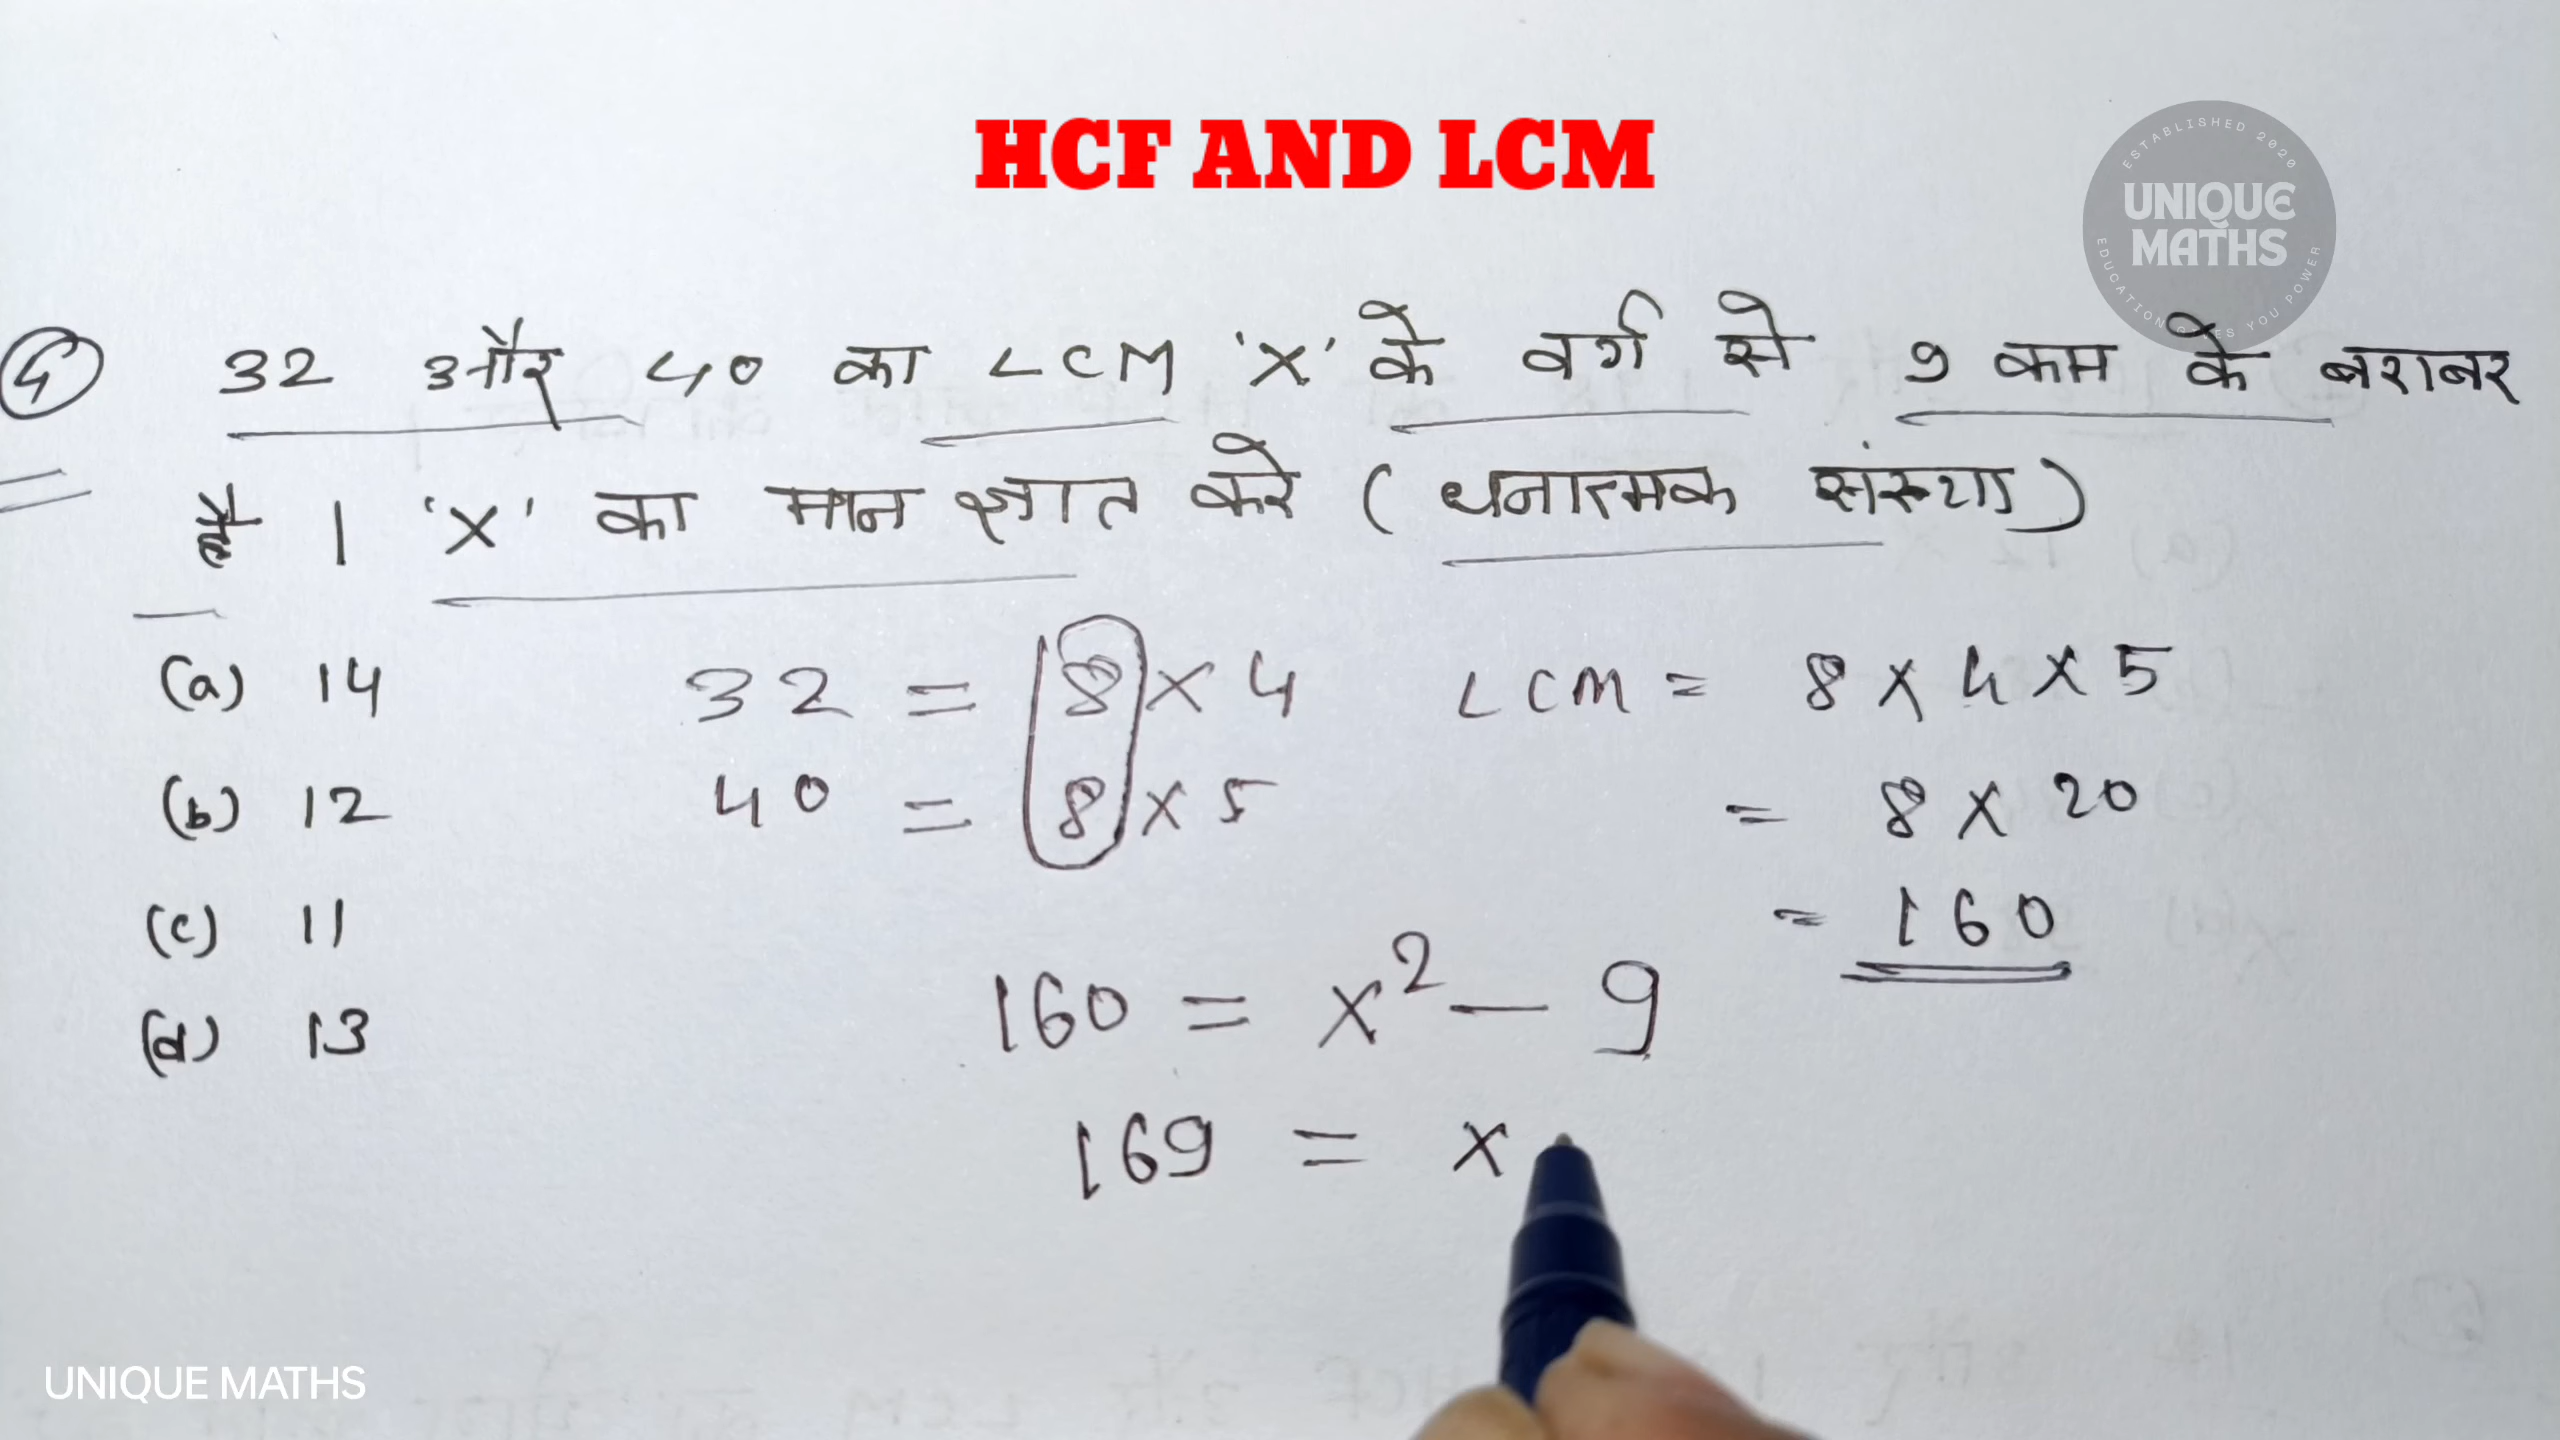 HCF AND LCM
ESTABLISHED 2020
UNIQUE
MATHS
EDUCATION GIVES YOU POWER
④ 32 और 40 का LCM 'X' के वर्ग से 9 कम के बराबर
है । 'X' का मान ज्ञात करे (धनात्मक संख्या)
(a) 14
(b) 12
(c) 11
(d) 13
32 = 8 × 4
40 = 8 × 5
LCM = 8 × 4 × 5
= 8 × 20
= 160
160 = x² — 9
169 = x
UNIQUE MATHS